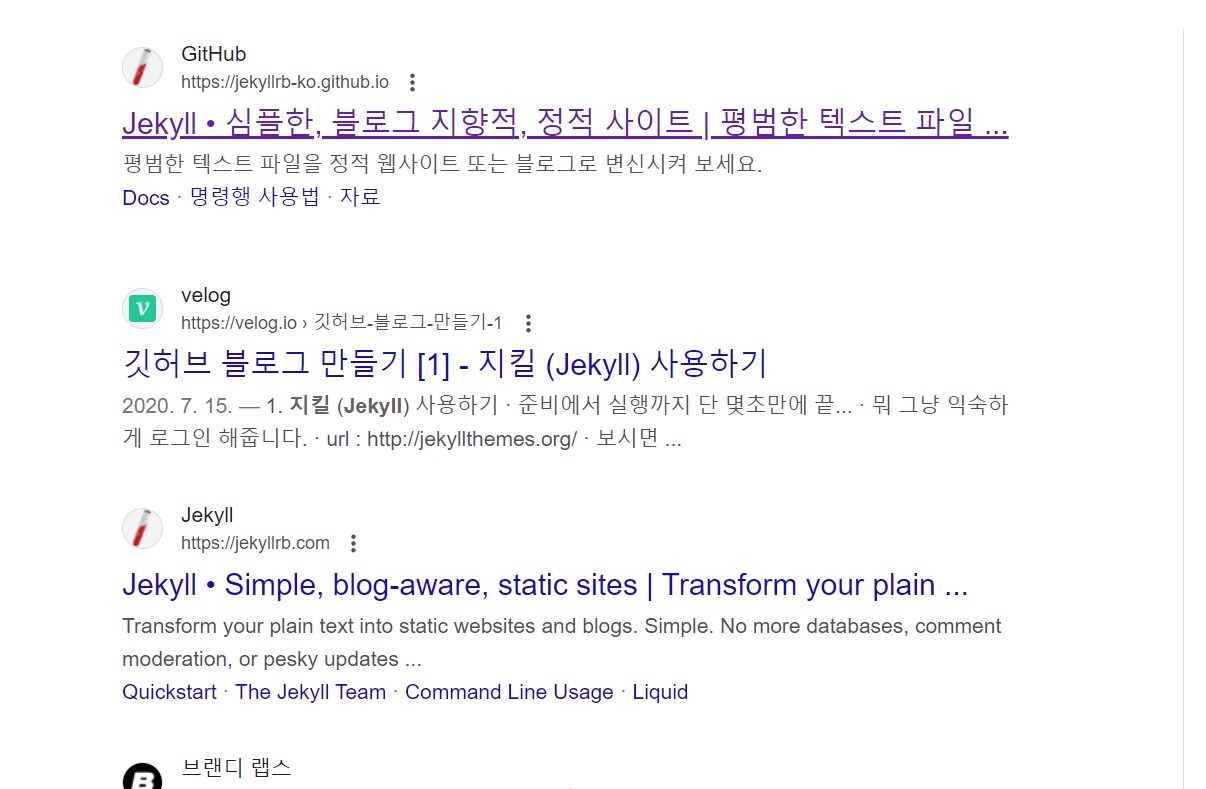 GitHub
https://jekyllrb-ko.github.io
Jekyll • 심플한, 블로그 지향적, 정적 사이트 | 평범한 텍스트 파일 ...
평범한 텍스트 파일을 정적 웹사이트 또는 블로그로 변신시켜 보세요.
Docs · 명령행 사용법 · 자료
velog
https://velog.io › 깃허브-블로그-만들기-1
깃허브 블로그 만들기 [1] - 지킬 (Jekyll) 사용하기
2020. 7. 15. — 1. 지킬 (Jekyll) 사용하기 · 준비에서 실행까지 단 몇초만에 끝... · 뭐 그냥 익숙하
게 로그인 해줍니다. · url : http://jekyllthemes.org/ · 보시면 ...
Jekyll
https://jekyllrb.com
Jekyll • Simple, blog-aware, static sites | Transform your plain ...
Transform your plain text into static websites and blogs. Simple. No more databases, comment
moderation, or pesky updates ...
Quickstart · The Jekyll Team · Command Line Usage · Liquid
브랜디 랩스
B